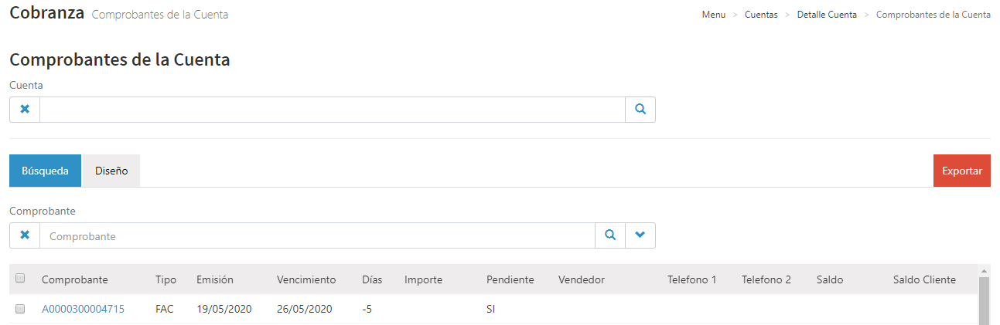 Cobranza Comprobantes de la Cuenta
Menu > Cuentas > Detalle Cuenta > Comprobantes de la Cuenta
Comprobantes de la Cuenta
Cuenta
Búsqueda Diseño Exportar
Comprobante
Comprobante
Comprobante Tipo Emisión Vencimiento Días Importe Pendiente Vendedor Telefono 1 Telefono 2 Saldo Saldo Cliente
A0000300004715 FAC 19/05/2020 26/05/2020 -5 SI